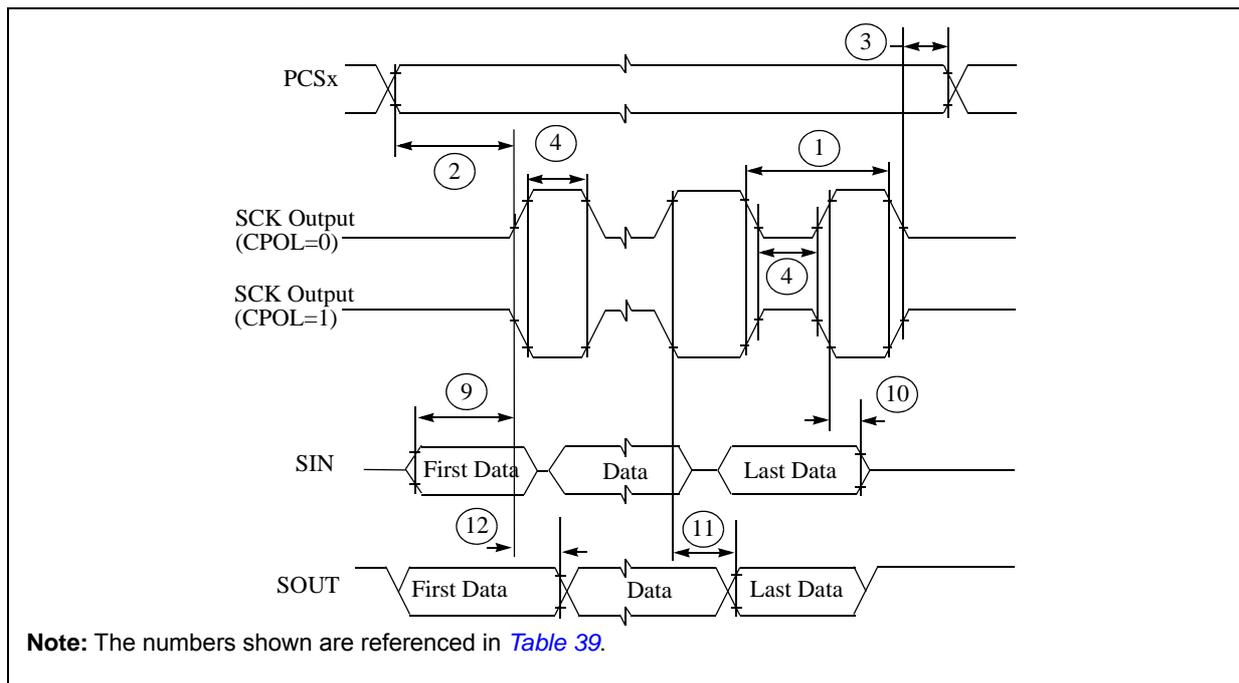 3
PCSx
4
1
2
SCK Output
(CPOL=0)
4
SCK Output
(CPOL=1)
9
10
SIN
First Data
Data
Last Data
12
11
SOUT
First Data
Data
Last Data
Note: The numbers shown are referenced in Table 39.